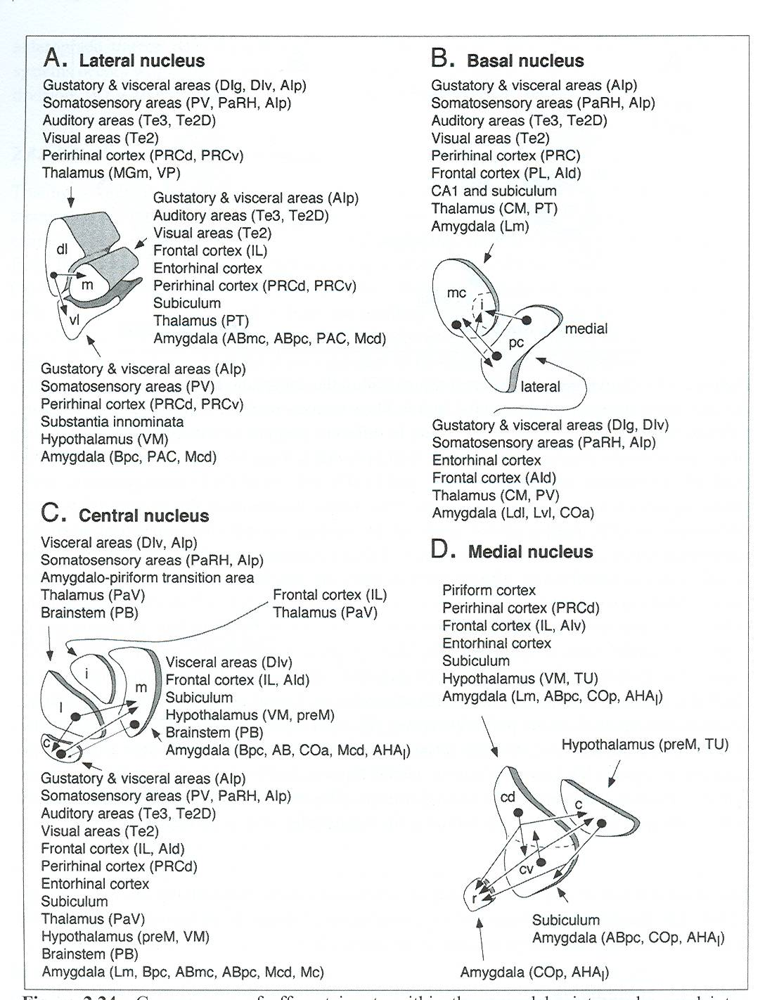 A. Lateral nucleus
Gustatory & visceral areas (DIg, DIv, AIp)
Somatosensory areas (PV, PaRH, AIp)
Auditory areas (Te3, Te2D)
Visual areas (Te2)
Perirhinal cortex (PRCd, PRCv)
Thalamus (MGm, VP)
Gustatory & visceral areas (AIp)
Auditory areas (Te3, Te2D)
Visual areas (Te2)
Frontal cortex (IL)
Entorhinal cortex
Perirhinal cortex (PRCd, PRCv)
Subiculum
Thalamus (PT)
Amygdala (ABmc, ABpc, PAC, Mcd)
dl
m
vl
Gustatory & visceral areas (AIp)
Somatosensory areas (PV)
Perirhinal cortex (PRCd, PRCv)
Substantia innominata
Hypothalamus (VM)
Amygdala (Bpc, PAC, Mcd)
B. Basal nucleus
Gustatory & visceral areas (AIp)
Somatosensory areas (PaRH, AIp)
Auditory areas (Te3, Te2D)
Visual areas (Te2)
Perirhinal cortex (PRC)
Frontal cortex (PL, AId)
CA1 and subiculum
Thalamus (CM, PT)
Amygdala (Lm)
mc
i
pc
medial
lateral
Gustatory & visceral areas (DIg, DIv)
Somatosensory areas (PaRH, AIp)
Entorhinal cortex
Frontal cortex (AId)
Thalamus (CM, PV)
Amygdala (Ldl, Lvl, COa)
C. Central nucleus
Visceral areas (DIv, AIp)
Somatosensory areas (PaRH, AIp)
Amygdalo-piriform transition area
Thalamus (PaV)
Brainstem (PB)
Frontal cortex (IL)
Thalamus (PaV)
i
m
l
c
Visceral areas (DIv)
Frontal cortex (IL, AId)
Subiculum
Hypothalamus (VM, preM)
Brainstem (PB)
Amygdala (Bpc, AB, COa, Mcd, AHAl)
Gustatory & visceral areas (AIp)
Somatosensory areas (PV, PaRH, AIp)
Auditory areas (Te3, Te2D)
Visual areas (Te2)
Frontal cortex (IL, AId)
Perirhinal cortex (PRCd)
Entorhinal cortex
Subiculum
Thalamus (PaV)
Hypothalamus (preM, VM)
Brainstem (PB)
Amygdala (Lm, Bpc, ABmc, ABpc, Mcd, Mc)
D. Medial nucleus
Piriform cortex
Perirhinal cortex (PRCd)
Frontal cortex (IL, AIv)
Entorhinal cortex
Subiculum
Hypothalamus (VM, TU)
Amygdala (Lm, ABpc, COp, AHAl)
Hypothalamus (preM, TU)
cd
c
cv
r
Subiculum
Amygdala (ABpc, COp, AHAl)
Amygdala (COp, AHAl)